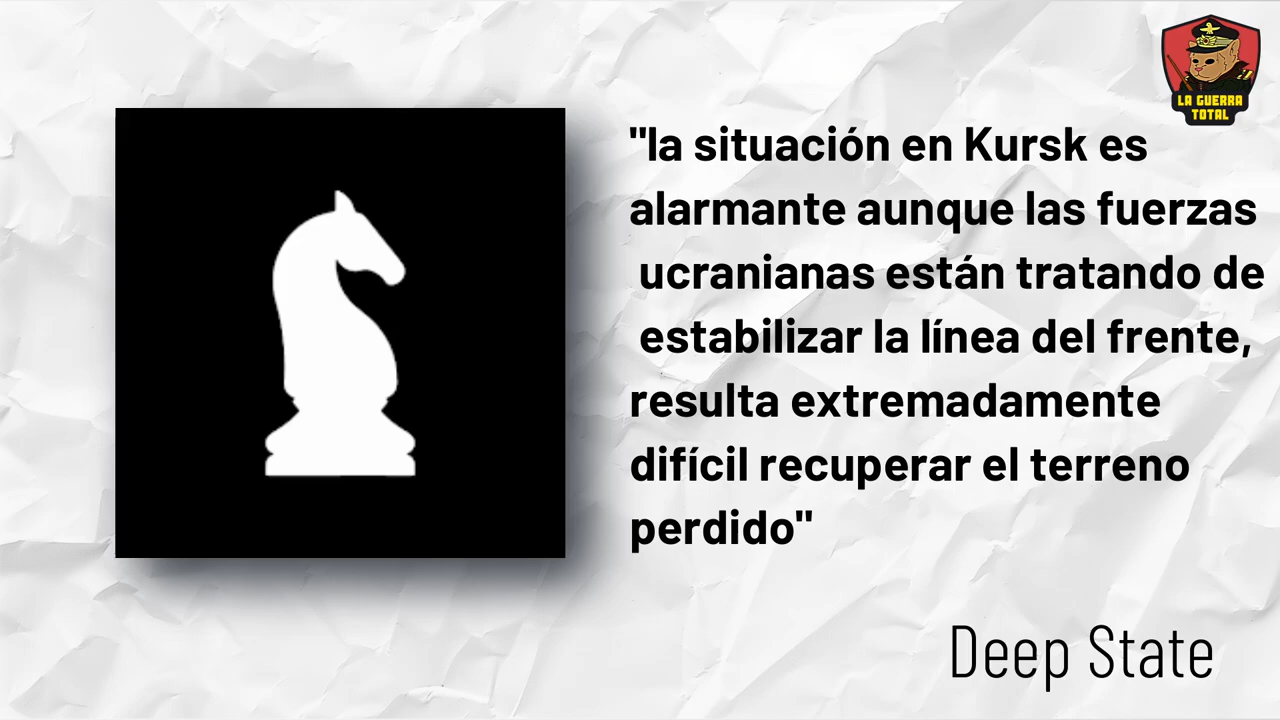 LA GUERRA
TOTAL
"la situación en Kursk es
alarmante aunque las fuerzas
ucranianas están tratando de
estabilizar la línea del frente,
resulta extremadamente
difícil recuperar el terreno
perdido"
Deep State